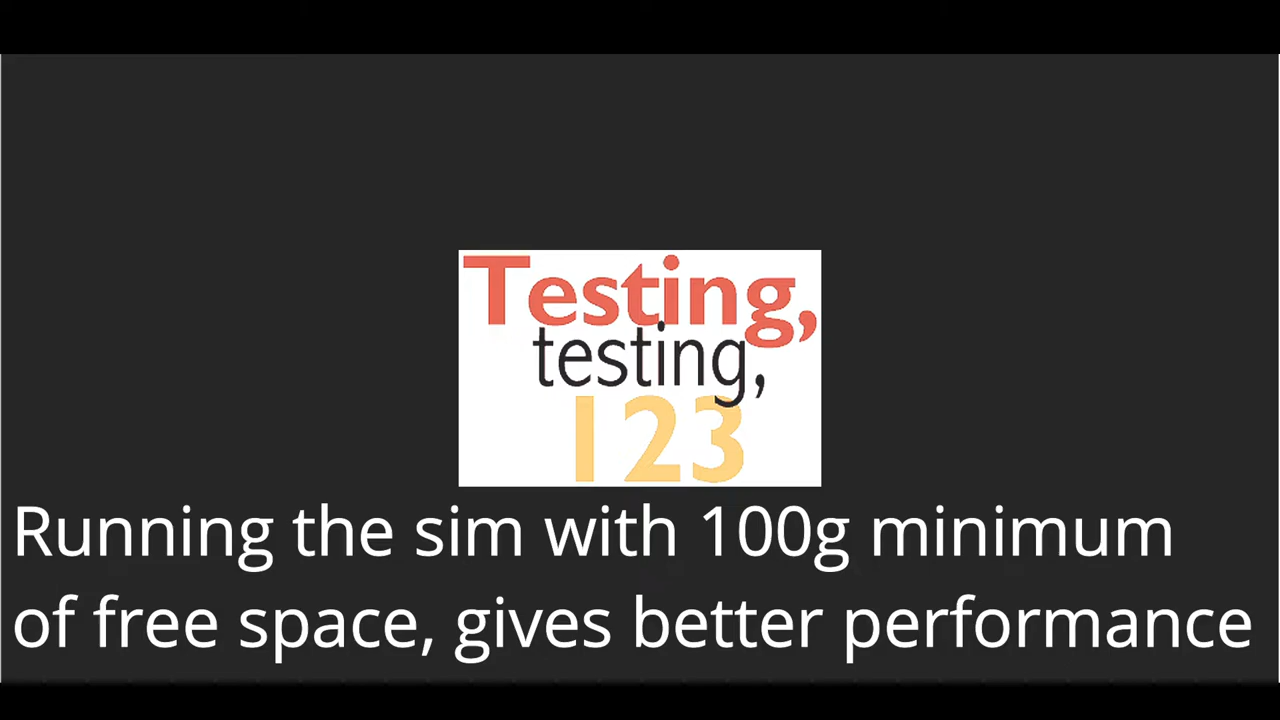 Testing,
testing,
123
Running the sim with 100g minimum
of free space, gives better performance